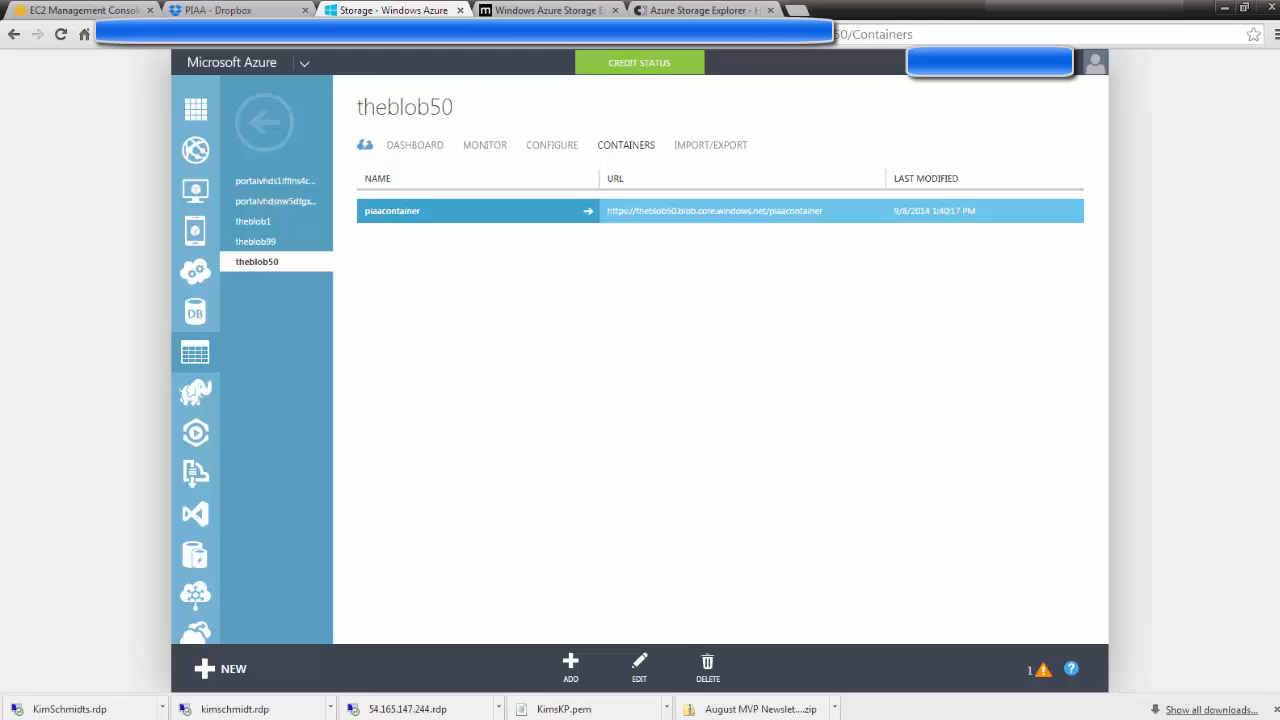 EC2 Management Consol
PIAA - Dropbox
Storage - Windows Azure
Windows Azure Storage E
Azure Storage Explorer - H
50/Containers
Microsoft Azure
CREDIT STATUS
theblob50
DASHBOARD
MONITOR
CONFIGURE
CONTAINERS
IMPORT/EXPORT
NAME
URL
LAST MODIFIED
piaacontainer
https://theblob50.blob.core.windows.net/piaacontainer
9/8/2014 1:40:17 PM
theblob1
theblob99
theblob50
DB
NEW
ADD
EDIT
DELETE
1
?
KimSchmidts.rdp
kimschmidt.rdp
54.165.147.244.rdp
KimsKP.pem
August MVP Newslet....zip
Show all downloads...